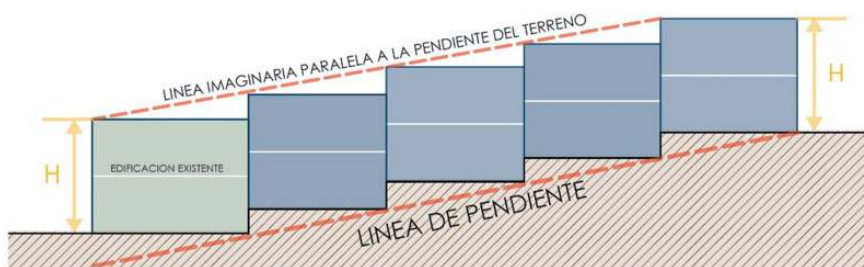 LINEA IMAGINARIA PARALELA A LA PENDIENTE DEL TERRENO
H
H
EDIFICACION EXISTENTE
LINEA DE PENDIENTE